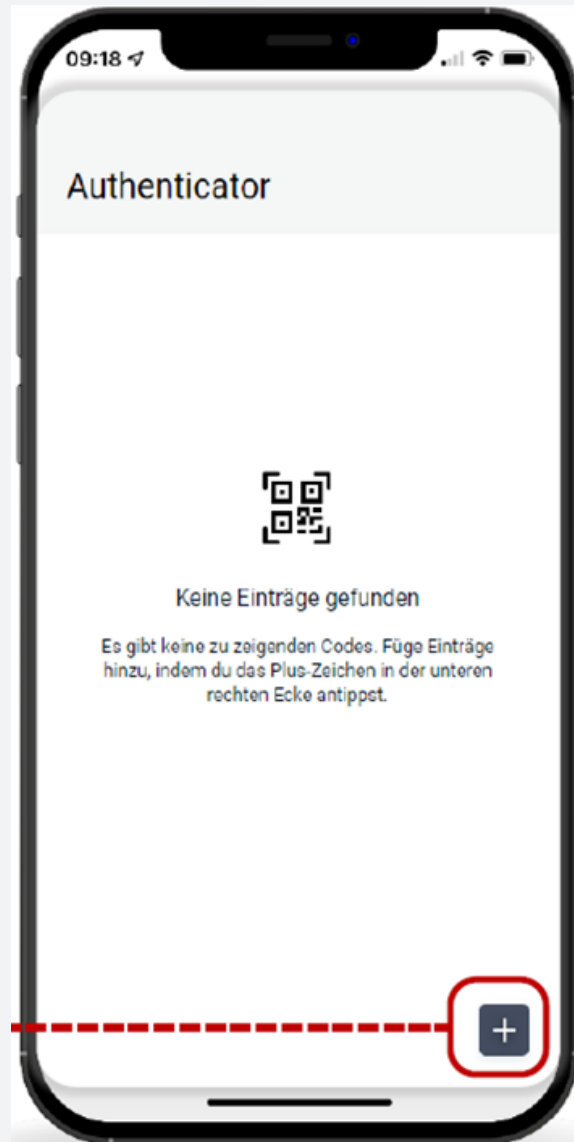 09:18
Authenticator
Keine Einträge gefunden
Es gibt keine zu zeigenden Codes. Füge Einträge
hinzu, indem du das Plus-Zeichen in der unteren
rechten Ecke antippst.
+